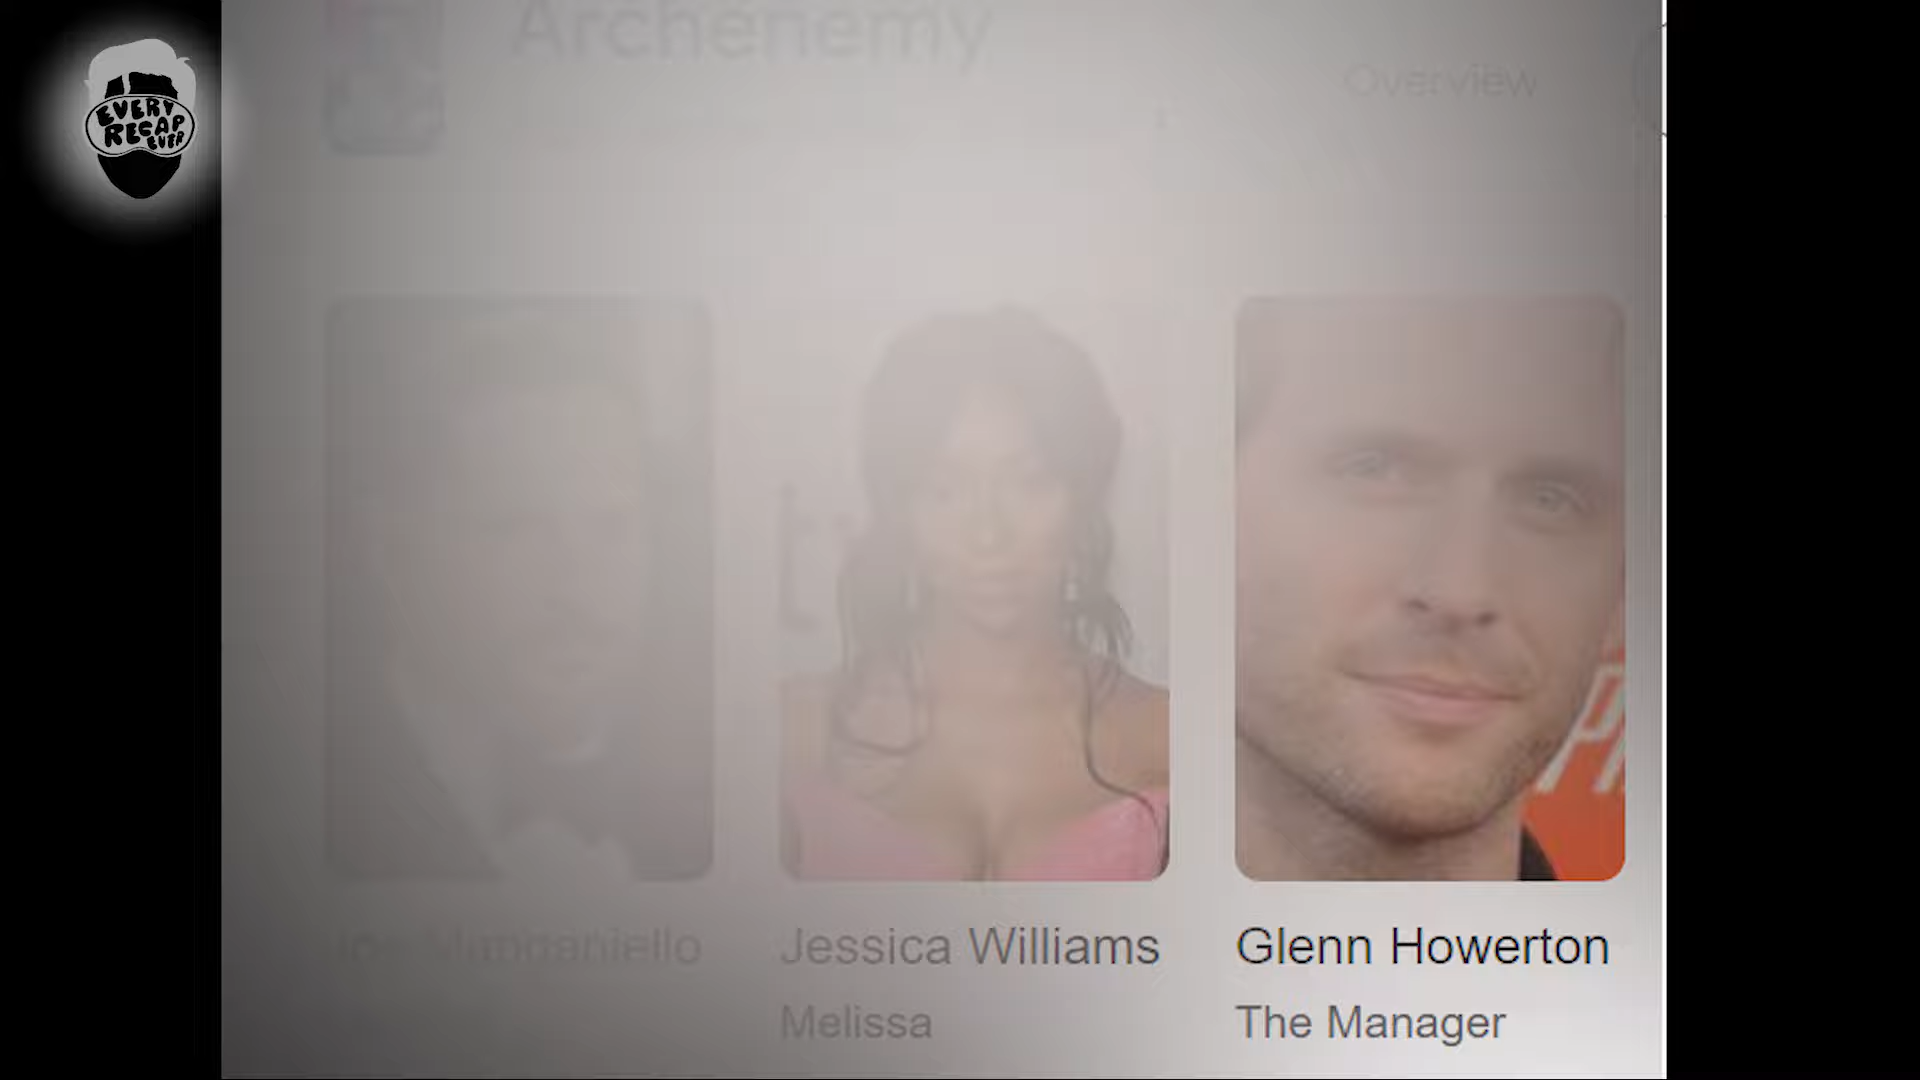 Archenemy
Overview
EVERY
RECAP
EVER
Jessica Williams
Glenn Howerton
Melissa
The Manager